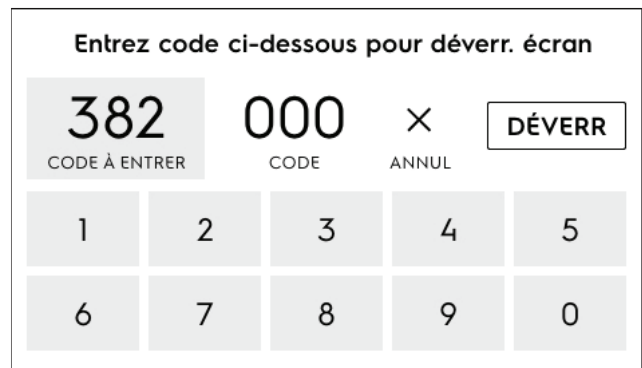 Entrez code ci-dessous pour déverr. écran
382 000 × DÉVERR
CODE À ENTRER CODE ANNUL
1 2 3 4 5
6 7 8 9 0